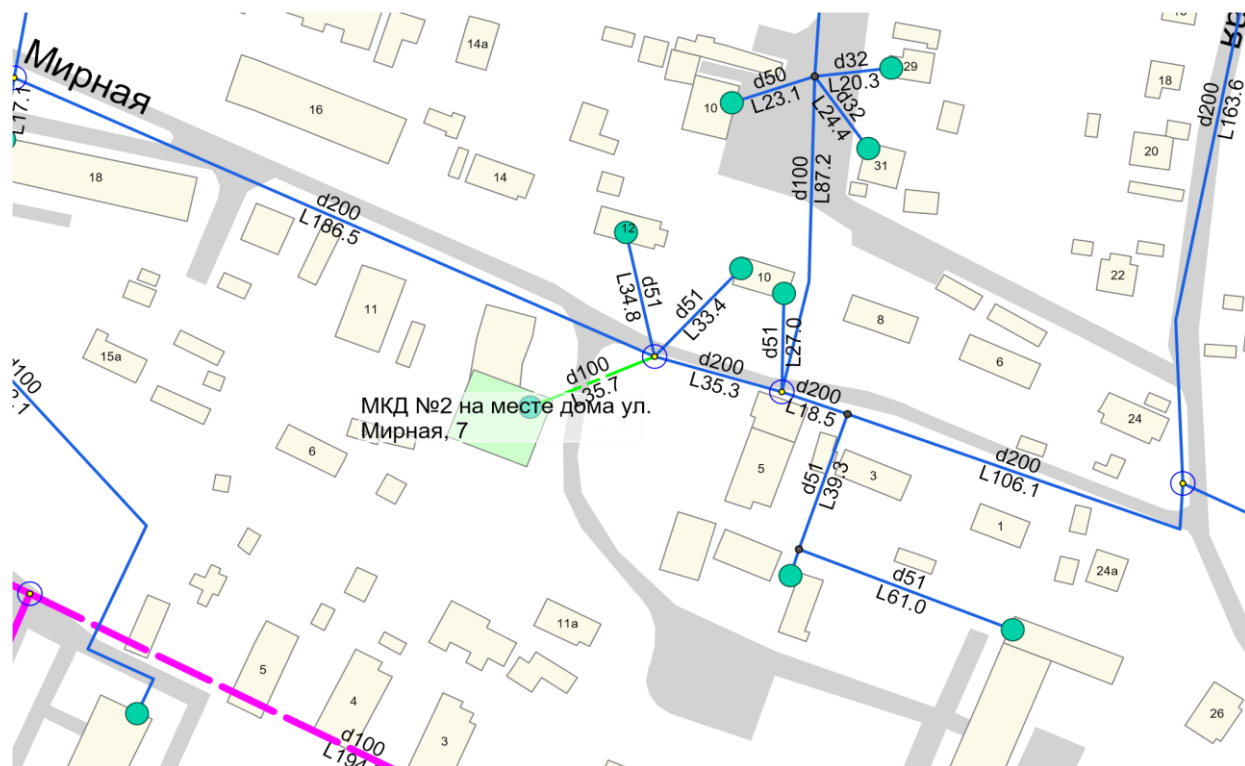 14а
Мирная
16
18
L17.1
d50
L23.1
10
d32
L20.3
29
d32
L24.4
31
18
d200
L163.6
20
14
d100
L87.2
d200
L186.5
12
d51
L34.8
d51
L33.4
10
d51
L27.0
22
8
6
11
15а
d100
L35.7
d200
L35.3
d200
L18.5
МКД №2 на месте дома ул.
Мирная, 7
24
6
5
d51
L39.3
3
d200
L106.1
1
24а
d51
L61.0
d100
11а
5
4
3
d100
L194
26